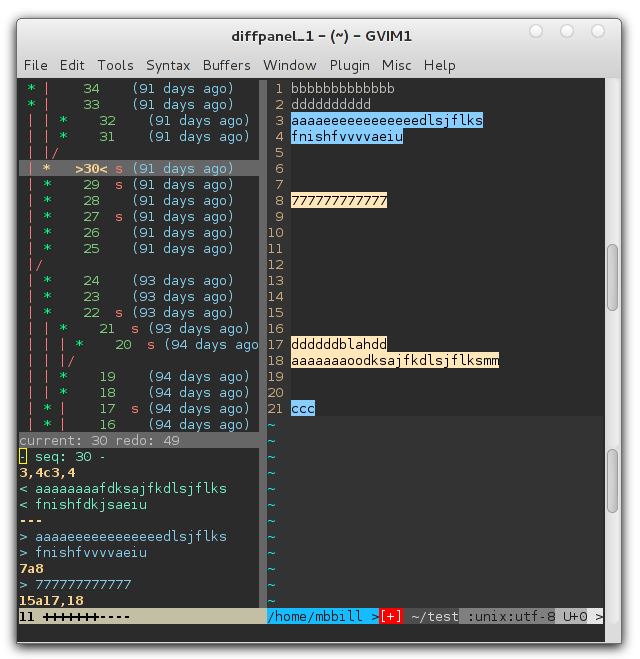 diffpanel_1 - (~) - GVIM1
File Edit Tools Syntax Buffers Window Plugin Misc Help
* | 34 (91 days ago)
* | 33 (91 days ago)
| | * 32 (91 days ago)
| | * 31 (91 days ago)
| |/
| * >30< s (91 days ago)
| * 29 s (91 days ago)
| * 28 (91 days ago)
| * 27 s (91 days ago)
| * 26 (91 days ago)
| * 25 (91 days ago)
|/
| * 24 (93 days ago)
| * 23 (93 days ago)
| * 22 s (93 days ago)
| | * 21 s (93 days ago)
| | | * 20 s (94 days ago
| | |/
| | * 19 (94 days ago)
| | * 18 (94 days ago)
| * | 17 s (94 days ago)
| * | 16 (94 days ago)
current: 30 redo: 49
- seq: 30 -
3,4c3,4
< aaaaaaaafdksajfkdlsjflks
< fnishfdkjsaeiu
---
> aaaaeeeeeeeeeeeedlsjflks
> fnishfvvvvaeiu
7a8
> 777777777777
15a17,18
11 +++++++----
1 bbbbbbbbbbbbb
2 dddddddddd
3 aaaaeeeeeeeeeeeedlsjflks
4 fnishfvvvvaeiu
5
6
7
8 777777777777
9
10
11
12
13
14
15
16
17 ddddddblahdd
18 aaaaaaaoodksajfkdlsjflksmm
19
20
21 ccc
~
~
~
~
~
~
~
~
~
~
~
~
/home/mbbill >[+] ~/test :unix:utf-8 U+0 >